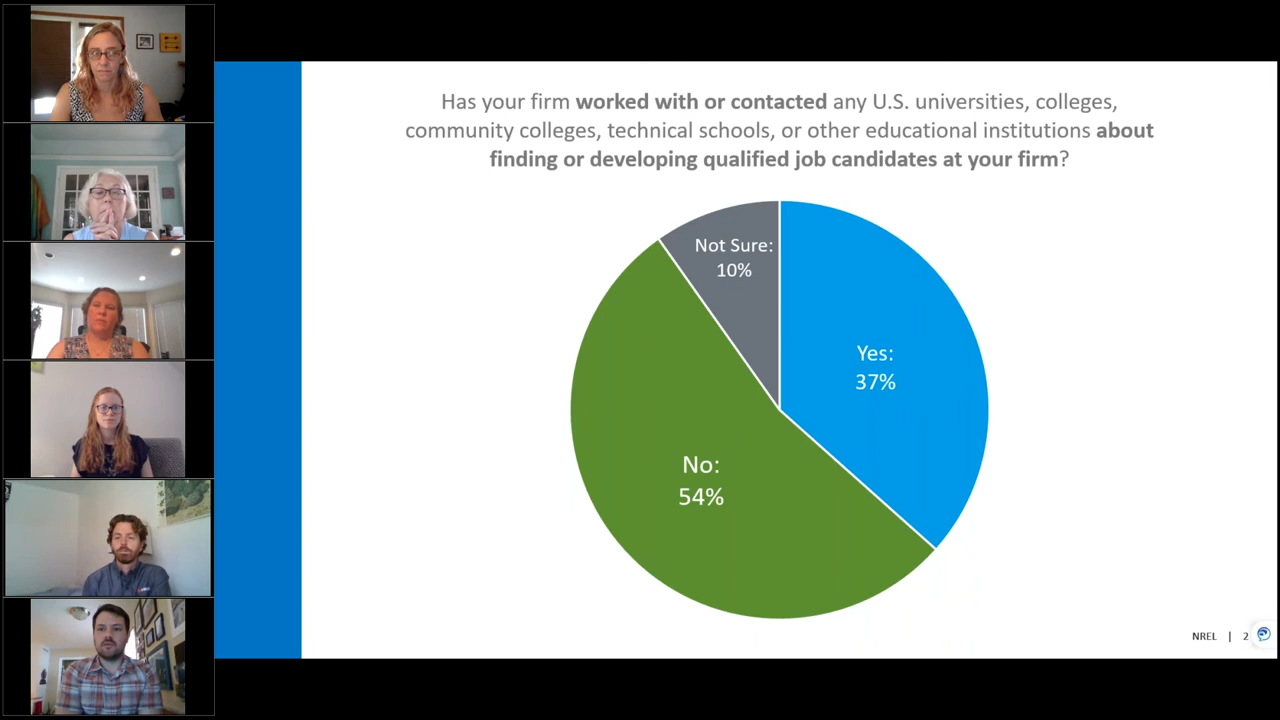 Has your firm worked with or contacted any U.S. universities, colleges,
community colleges, technical schools, or other educational institutions about
finding or developing qualified job candidates at your firm?
Not Sure:
10%
Yes:
37%
No:
54%
NREL | 2